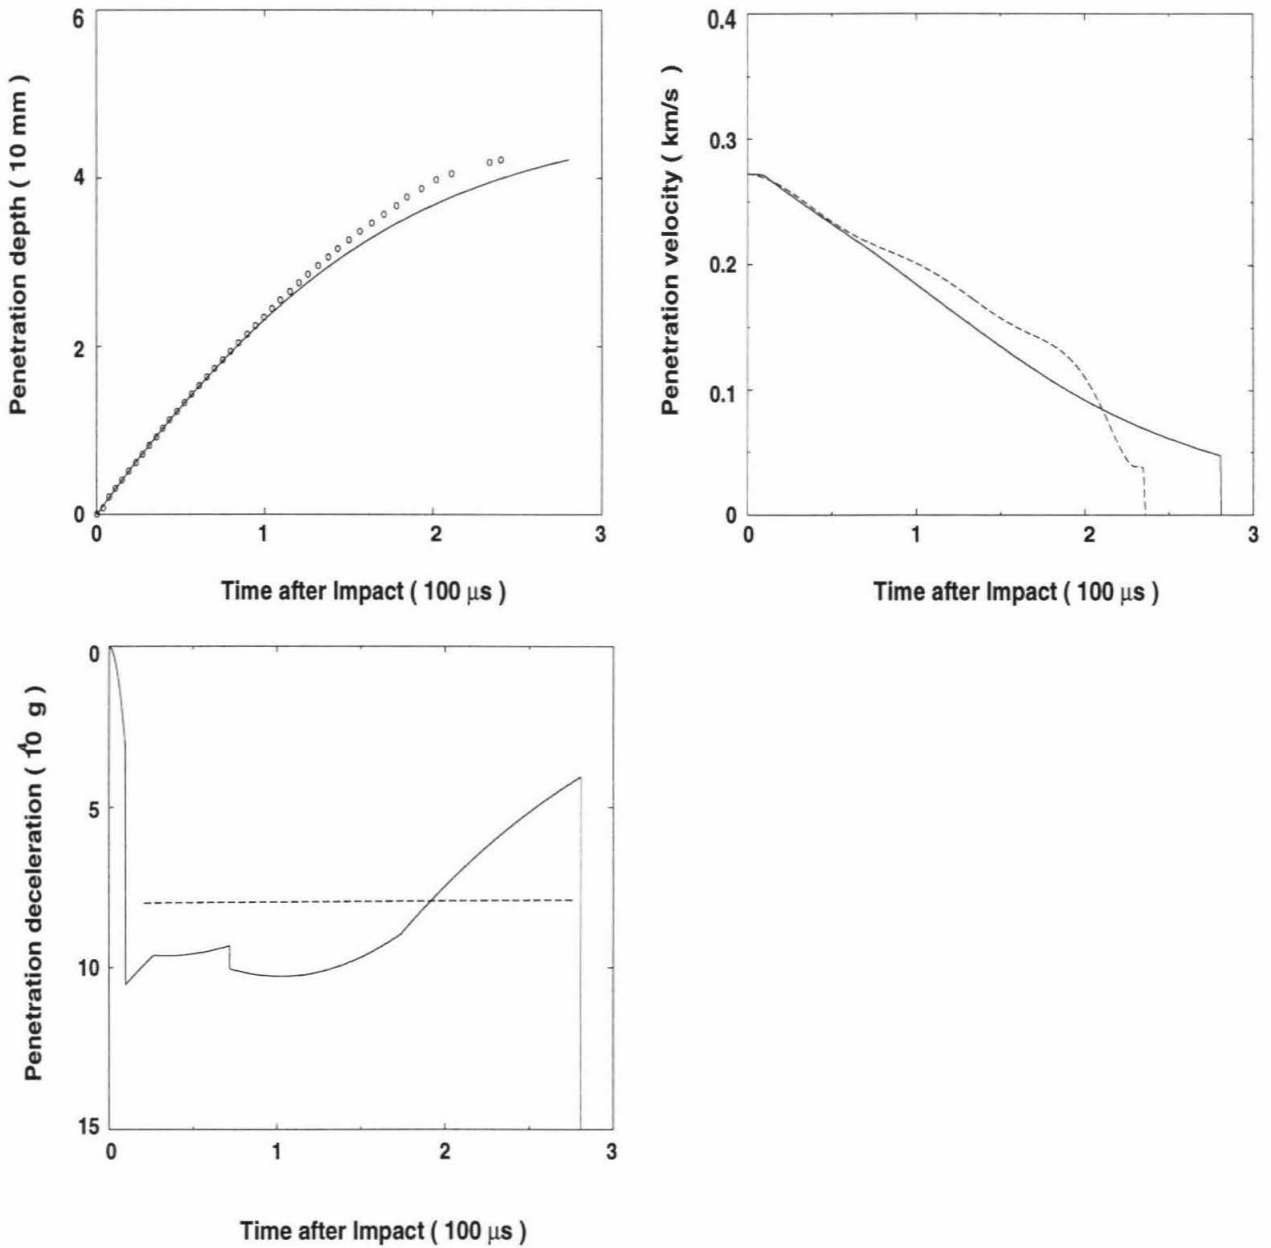 6
4
2
0
Penetration depth ( 10 mm )
0 1 2 3
Time after Impact ( 100 μs )
0.4
0.3
0.2
0.1
0
Penetration velocity ( km/s )
0 1 2 3
Time after Impact ( 100 μs )
0
5
10
15
Penetration deceleration ( 10⁴ g )
0 1 2 3
Time after Impact ( 100 μs )